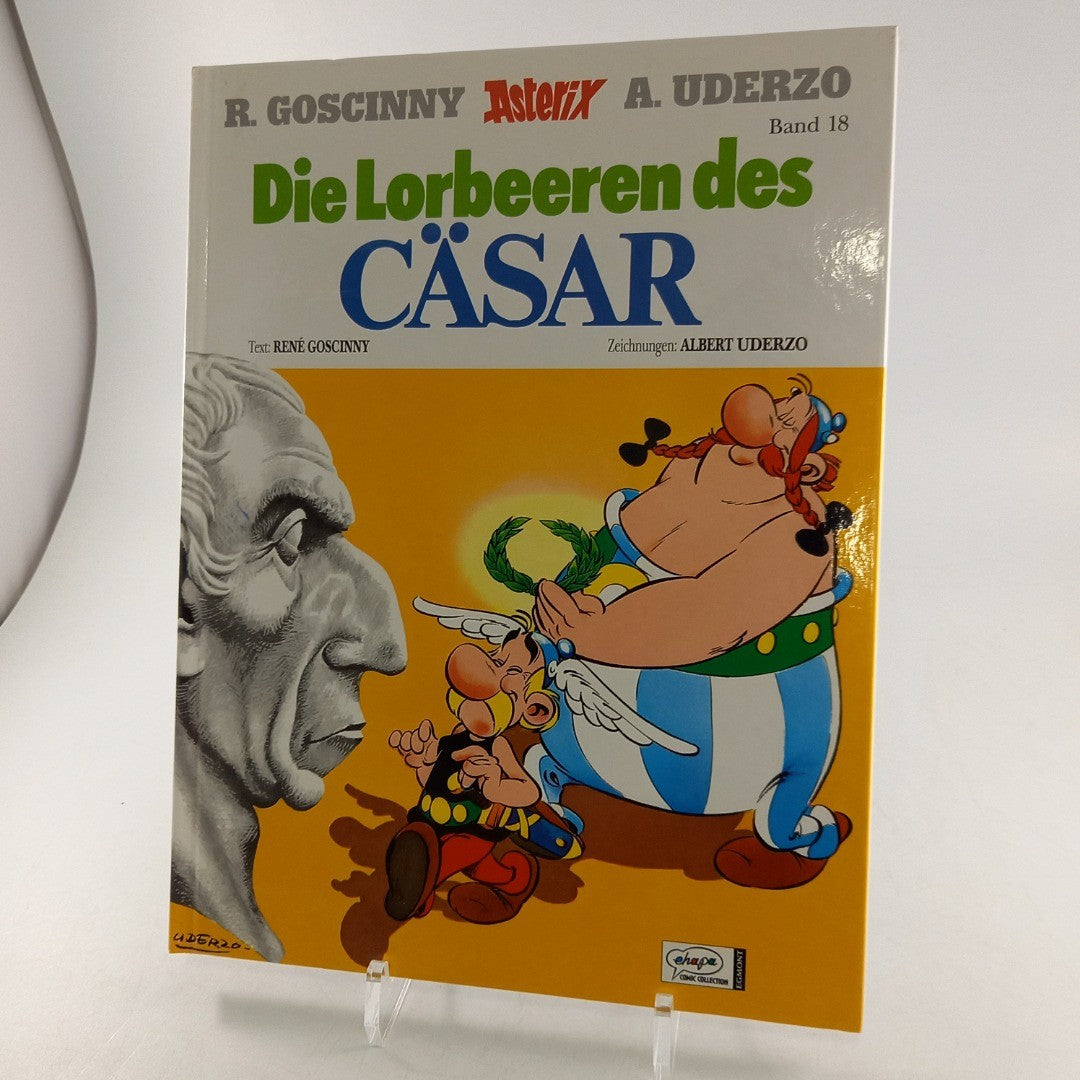 R. GOSCINNY Asterix A. UDERZO
Band 18
Die Lorbeeren des
CÄSAR
Text: RENÉ GOSCINNY Zeichnungen: ALBERT UDERZO
UDERZO
ehapa
COMIC COLLECTION
EGMONT